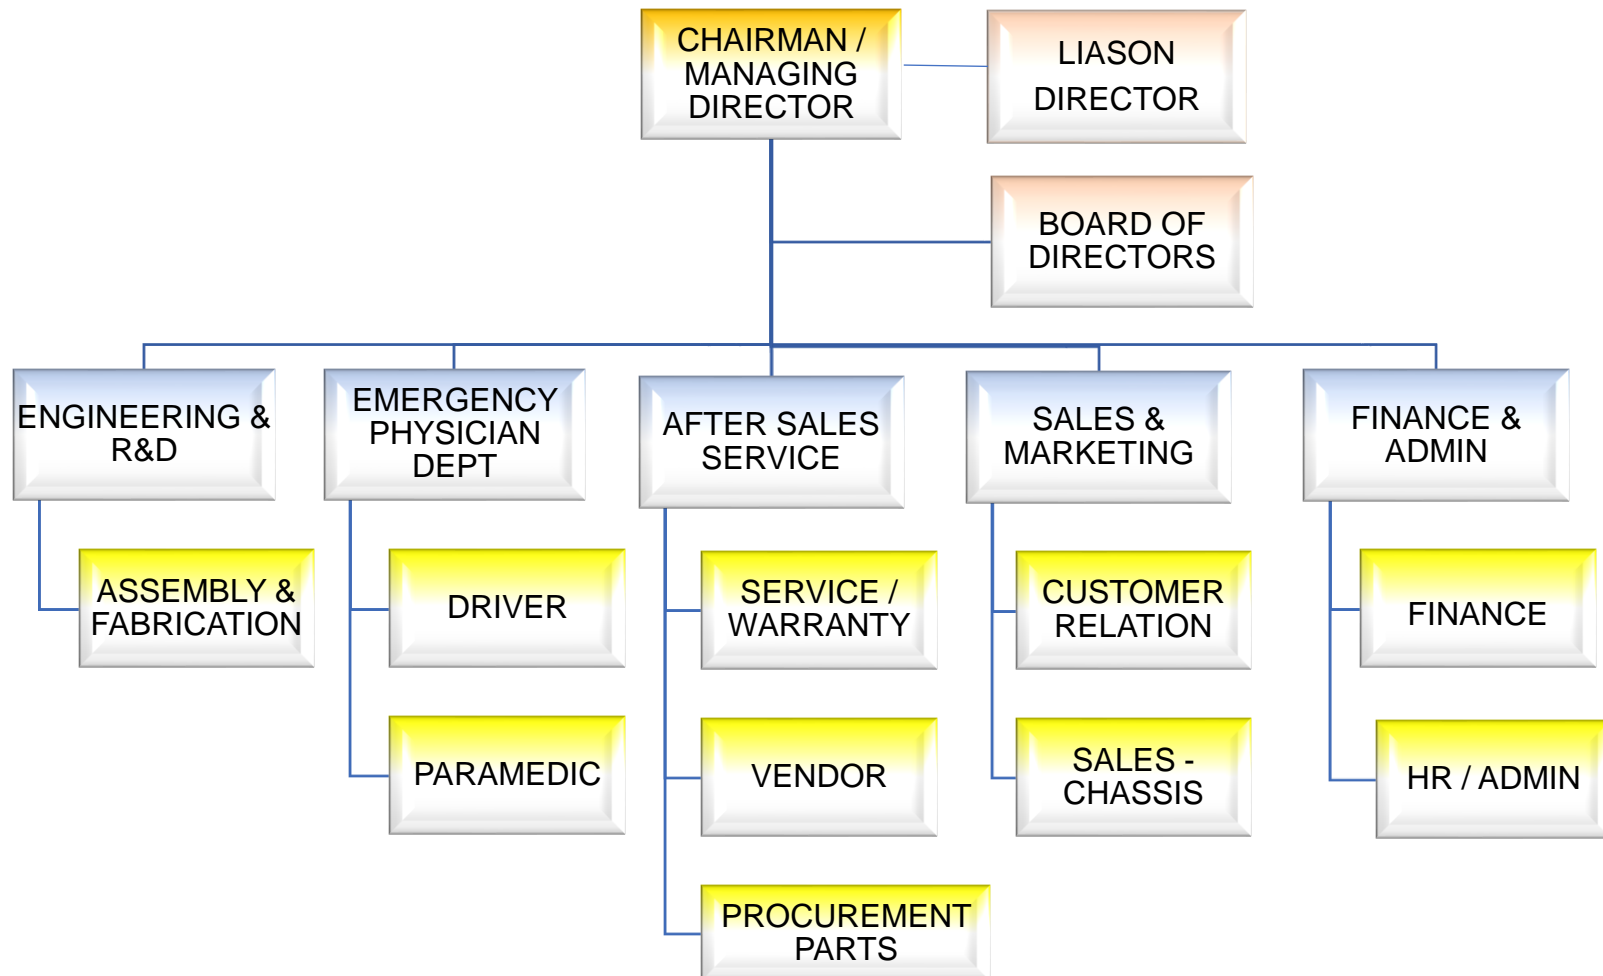 CHAIRMAN /
MANAGING
DIRECTOR
LIASON
DIRECTOR
BOARD OF
DIRECTORS
ENGINEERING &
R&D
EMERGENCY
PHYSICIAN
DEPT
AFTER SALES
SERVICE
SALES &
MARKETING
FINANCE &
ADMIN
ASSEMBLY &
FABRICATION
DRIVER
SERVICE /
WARRANTY
CUSTOMER
RELATION
FINANCE
PARAMEDIC
VENDOR
SALES -
CHASSIS
HR / ADMIN
PROCUREMENT
PARTS